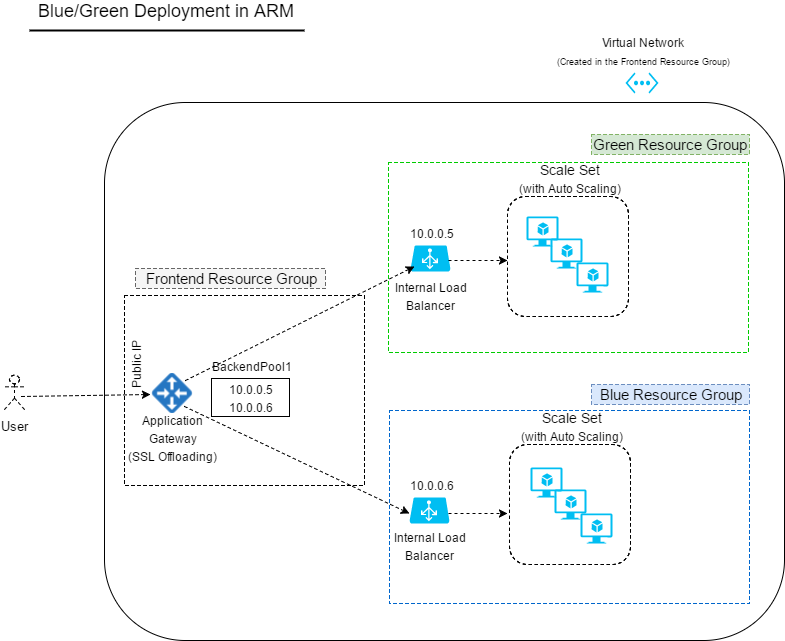 Blue/Green Deployment in ARM
Virtual Network
(Created in the Frontend Resource Group)
Green Resource Group
Scale Set
(with Auto Scaling)
10.0.0.5
Internal Load
Balancer
Frontend Resource Group
Public IP
BackendPool1
10.0.0.5
10.0.0.6
User
Application
Gateway
(SSL Offloading)
Blue Resource Group
Scale Set
(with Auto Scaling)
10.0.0.6
Internal Load
Balancer